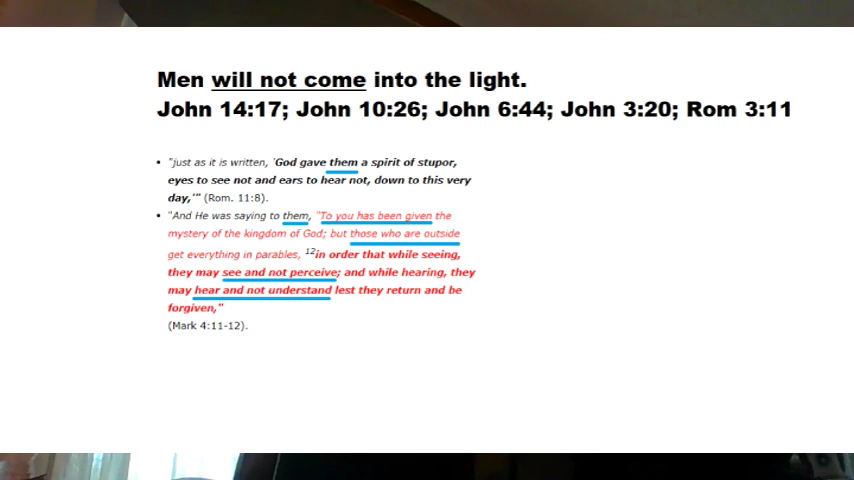 Men will not come into the light.
John 14:17; John 10:26; John 6:44; John 3:20; Rom 3:11
• "just as it is written, 'God gave them a spirit of stupor,
eyes to see not and ears to hear not, down to this very
day,'" (Rom. 11:8).
• "And He was saying to them, "To you has been given the
mystery of the kingdom of God; but those who are outside
get everything in parables, 12in order that while seeing,
they may see and not perceive; and while hearing, they
may hear and not understand lest they return and be
forgiven,"
(Mark 4:11-12).